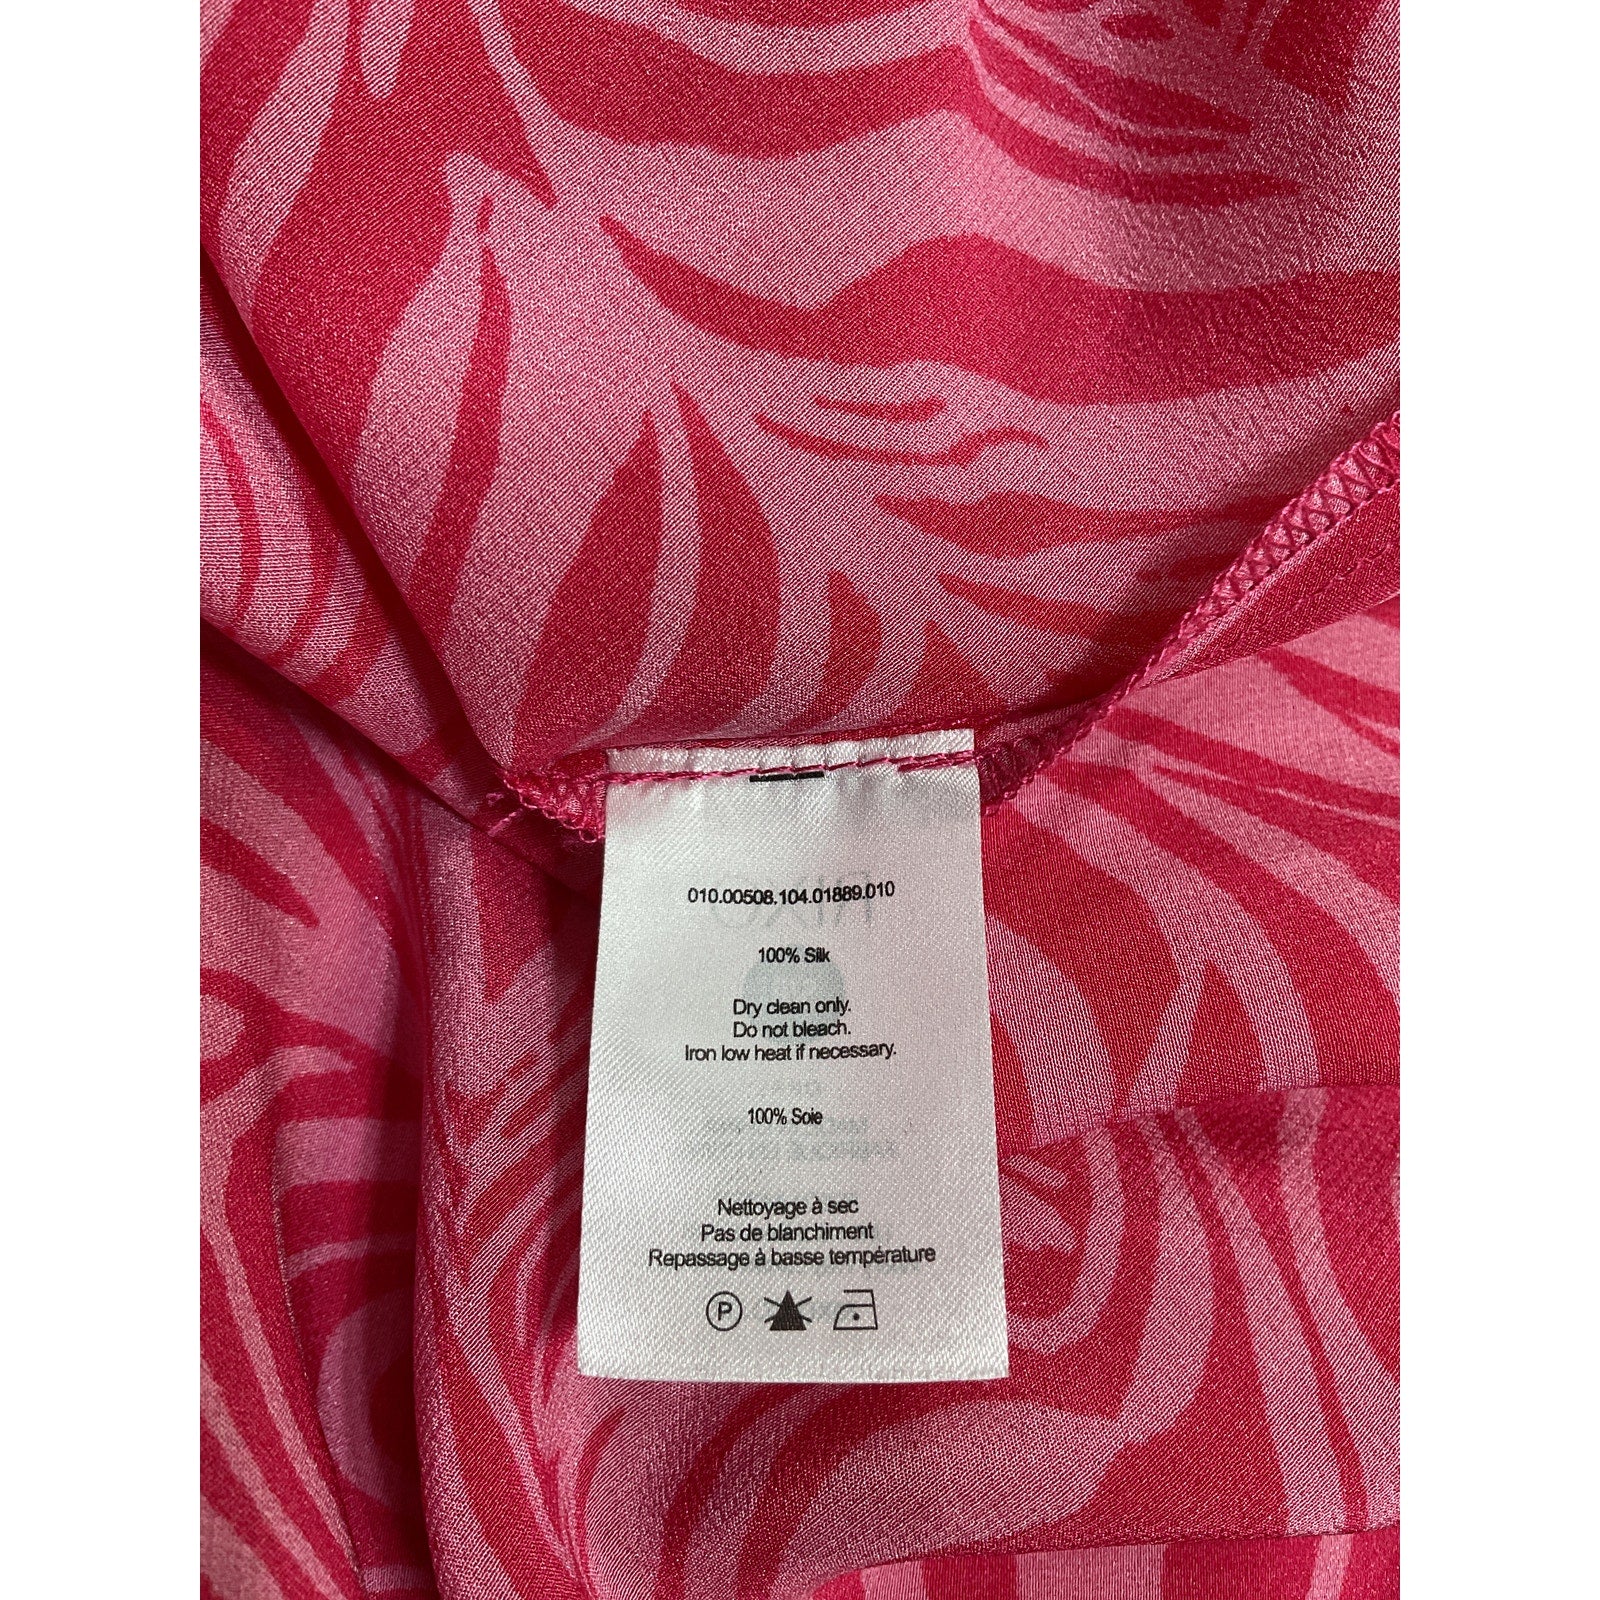 010.00508.104.01889.010
100% Silk
Dry clean only.
Do not bleach.
Iron low heat if necessary.
100% Soie
Nettoyage à sec
Pas de blanchiment
Repassage à basse température
P